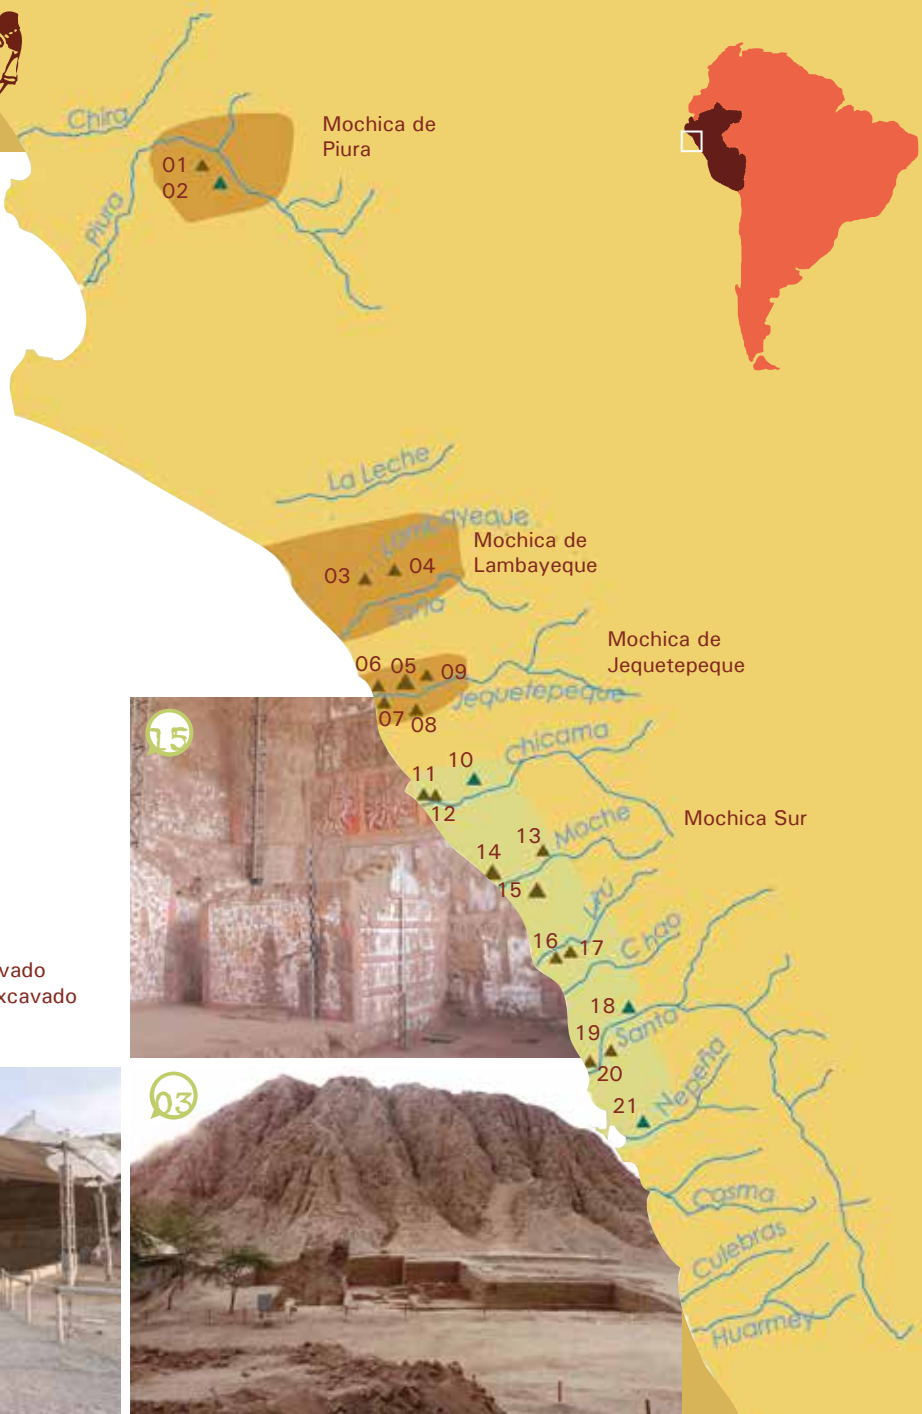 Chira
Mochica de
Piura
01
02
Piura
La Leche
Lambayeque
Mochica de
Lambayeque
03
04
Zaña
Mochica de
Jequetepeque
06
05
09
Jequetepeque
07
08
15
Chicama
10
11
12
Mochica Sur
Moche
13
14
15
Virú
16
17
Chao
vado
xcavado
18
Santa
19
20
Nepeña
21
03
Casma
Culebras
Huarmey